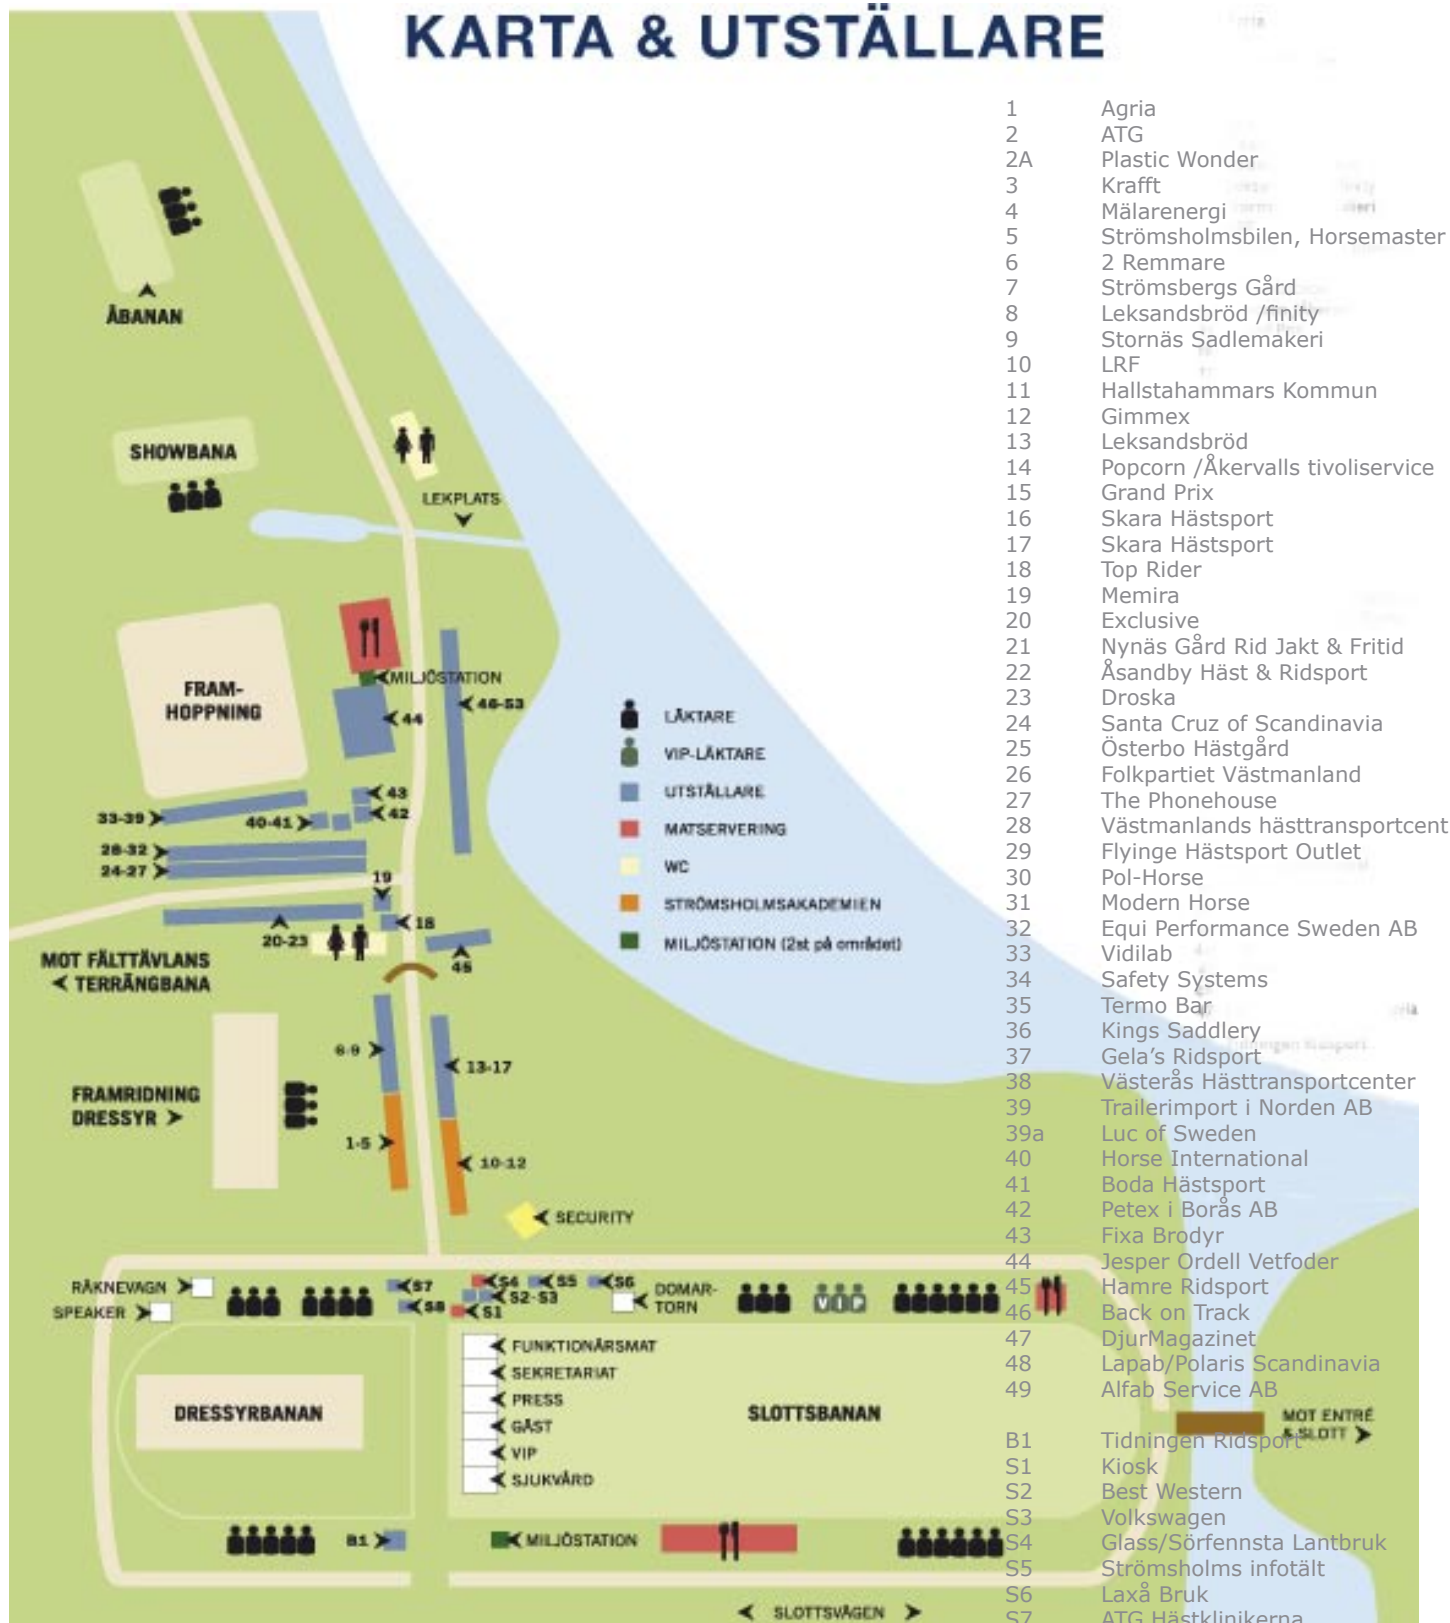 KARTA & UTSTÄLLARE
1 Agria
2 ATG
2A Plastic Wonder
3 Krafft
4 Mälarenergi
5 Strömsholmsbilen, Horsemaster
6 2 Remmare
7 Strömsbergs Gård
8 Leksandsbröd /finity
9 Stornäs Sadlemakeri
10 LRF
11 Hallstahammars Kommun
12 Gimmex
13 Leksandsbröd
14 Popcorn /Åkervalls tivoliservice
15 Grand Prix
16 Skara Hästsport
17 Skara Hästsport
18 Top Rider
19 Memira
20 Exclusive
21 Nynäs Gård Rid Jakt & Fritid
22 Åsandby Häst & Ridsport
23 Droska
24 Santa Cruz of Scandinavia
25 Österbo Hästgård
26 Folkpartiet Västmanland
27 The Phonehouse
28 Västmanlands hästtransportcent
29 Flyinge Hästsport Outlet
30 Pol-Horse
31 Modern Horse
32 Equi Performance Sweden AB
33 Vidilab
34 Safety Systems
35 Termo Bar
36 Kings Saddlery
37 Gela's Ridsport
38 Västerås Hästtransportcenter
39 Trailerimport i Norden AB
39a Luc of Sweden
40 Horse International
41 Boda Hästsport
42 Petex i Borås AB
43 Fixa Brodyr
44 Jesper Ordell Vetfoder
45 Hamre Ridsport
46 Back on Track
47 DjurMagazinet
48 Lapab/Polaris Scandinavia
49 Alfab Service AB
B1 Tidningen Ridsport
S1 Kiosk
S2 Best Western
S3 Volkswagen
S4 Glass/Sörfennsta Lantbruk
S5 Strömsholms infotält
S6 Laxå Bruk
S7 ATG Hästklinikerna
ÅBANAN
SHOWBANA
LEKPLATS
MILJÖSTATION
FRAM-
HOPPNING
44
46-53
43
42
33-39
40-41
28-32
24-27
19
18
20-23
45
MOT FÄLTTÄVLANS
TERRÄNGBANA
LÄKTARE
VIP-LÄKTARE
UTSTÄLLARE
MATSERVERING
WC
STRÖMSHOLMSAKADEMIEN
MILJÖSTATION (2st på området)
6-9
13-17
FRAMRIDNING
DRESSYR
1-5
10-12
SECURITY
RÄKNEVAGN
SPEAKER
S7
S8
S4
S5
S6
S2-S3
S1
DOMAR-
TORN
VIP
FUNKTIONÄRSMAT
SEKRETARIAT
PRESS
GÄST
VIP
SJUKVÅRD
DRESSYRBANAN
SLOTTSBANAN
MOT ENTRÉ
& SLOTT
B1
MILJÖSTATION
SLOTTSVÄGEN